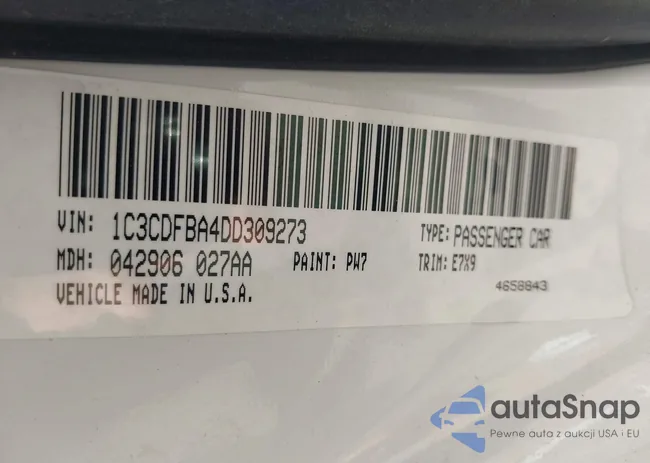 VIN: 1C3CDFBA4DD309273 TYPE: PASSENGER CAR
MDH: 042906 027AA PAINT: PW7 TRIM: E7X9
VEHICLE MADE IN U.S.A. 4658843
autaSnap
Pewne auta z aukcji USA i EU